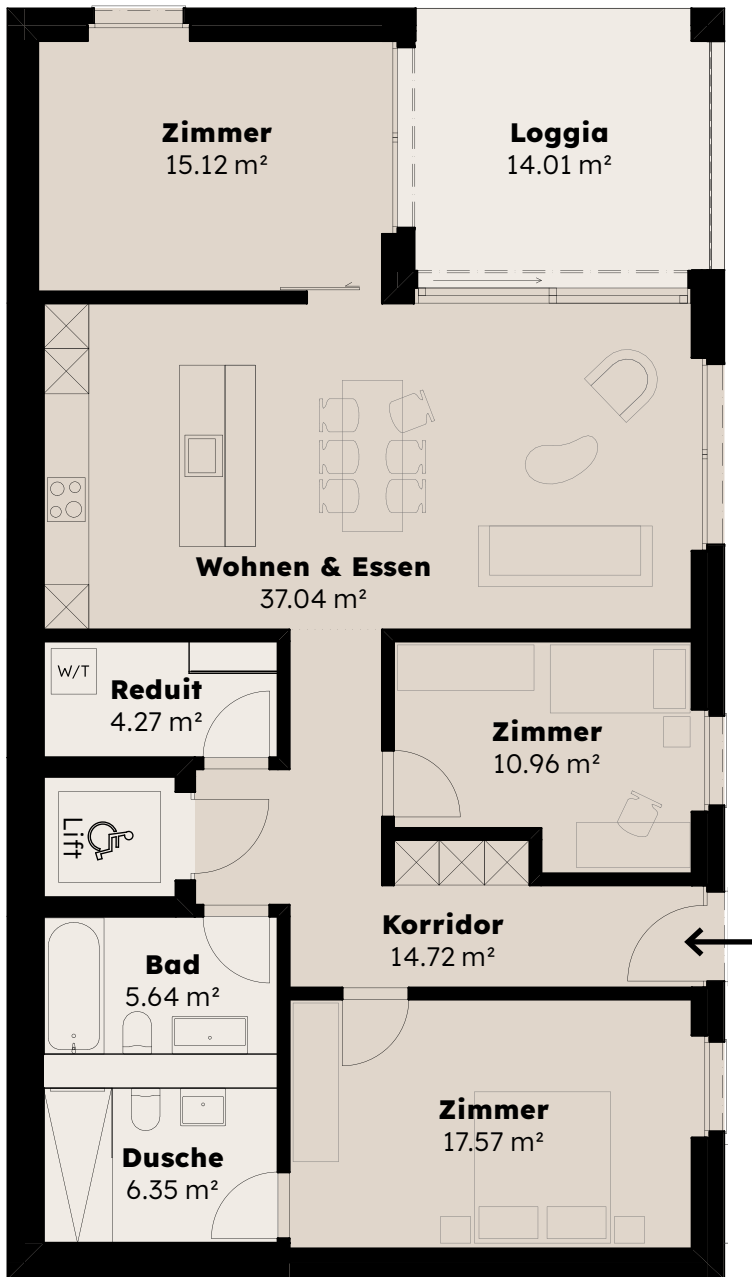 Zimmer
15.12 m²
Loggia
14.01 m²
Wohnen & Essen
37.04 m²
W/T
Reduit
4.27 m²
Zimmer
10.96 m²
Lift
Korridor
14.72 m²
Bad
5.64 m²
Zimmer
17.57 m²
Dusche
6.35 m²